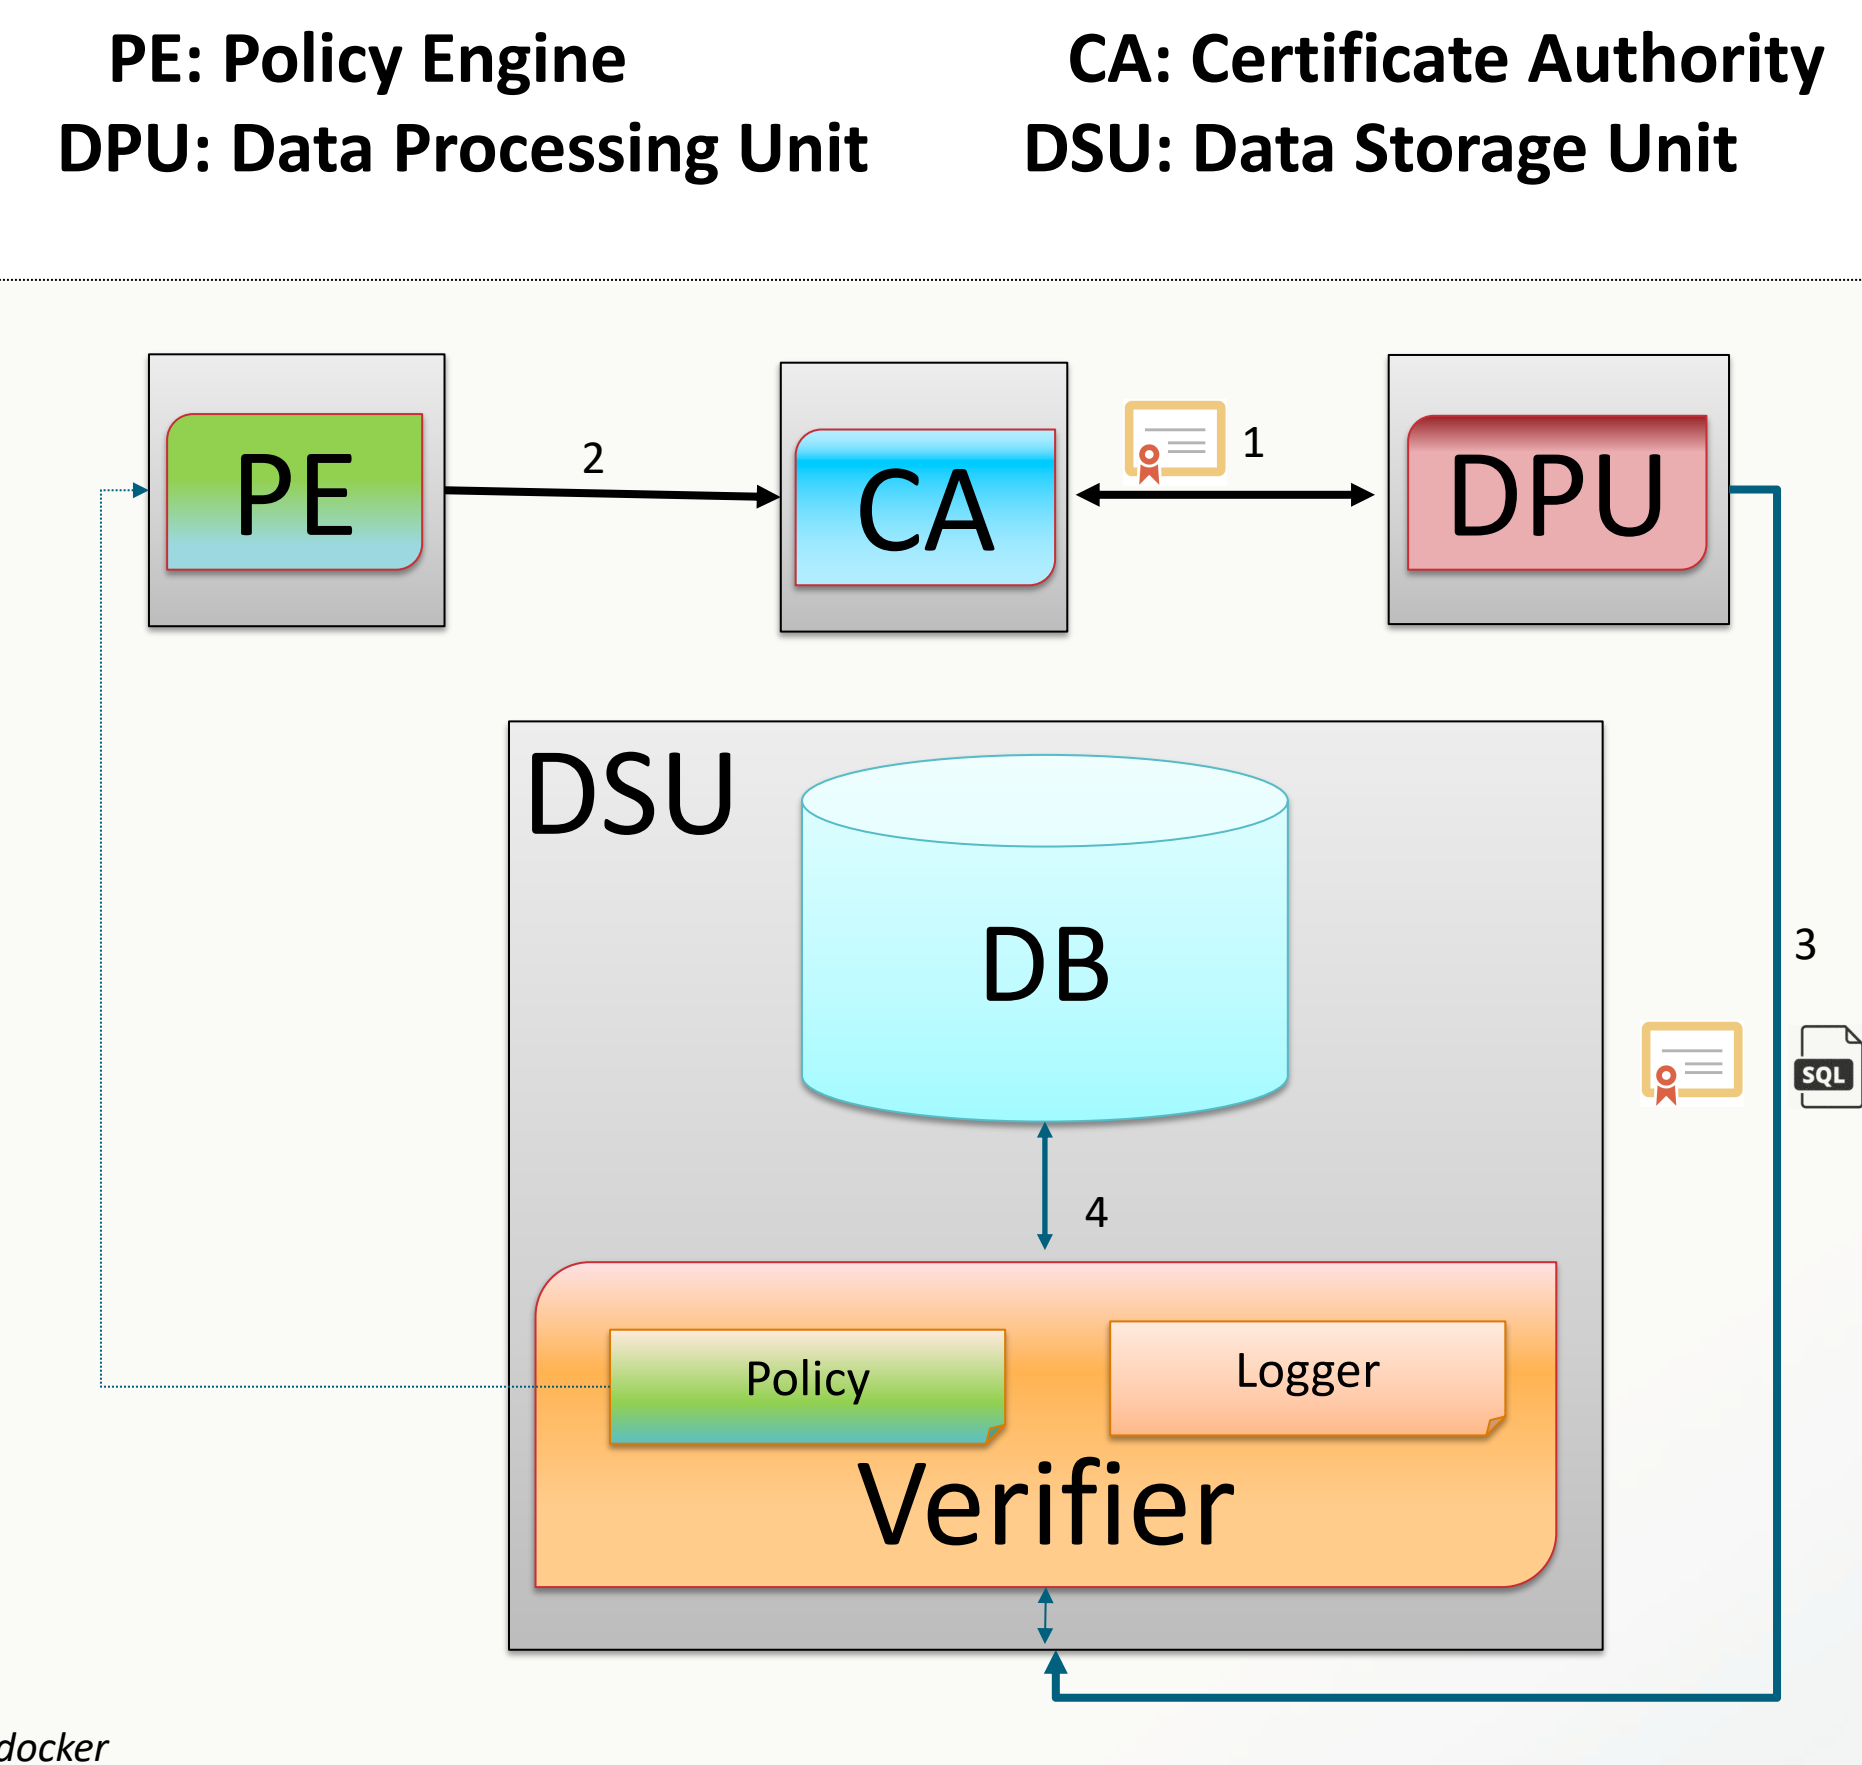 PE: Policy Engine
CA: Certificate Authority
DPU: Data Processing Unit
DSU: Data Storage Unit
PE
2
CA
1
DPU
DSU
DB
3
SQL
4
Policy
Logger
Verifier
docker